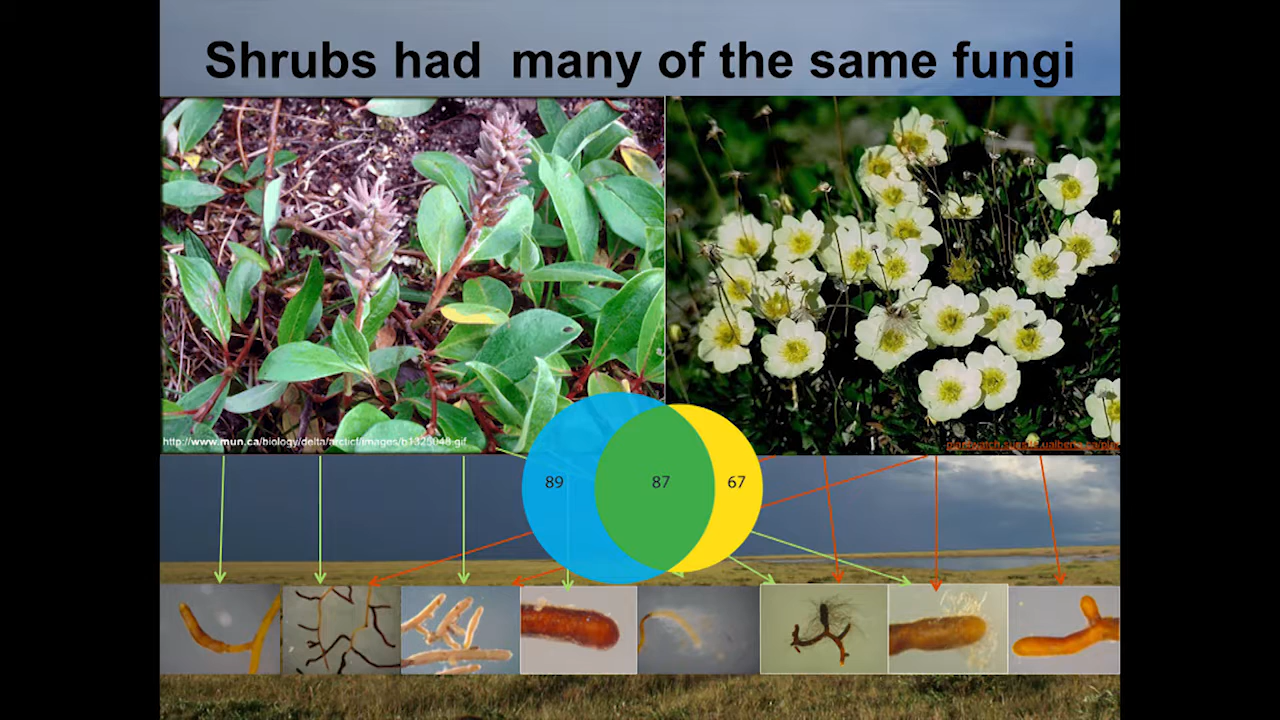 Shrubs had  many of the same fungi
http://www.mun.ca/biology/delta/arcticf/images/b1325048.gif
89
87
67